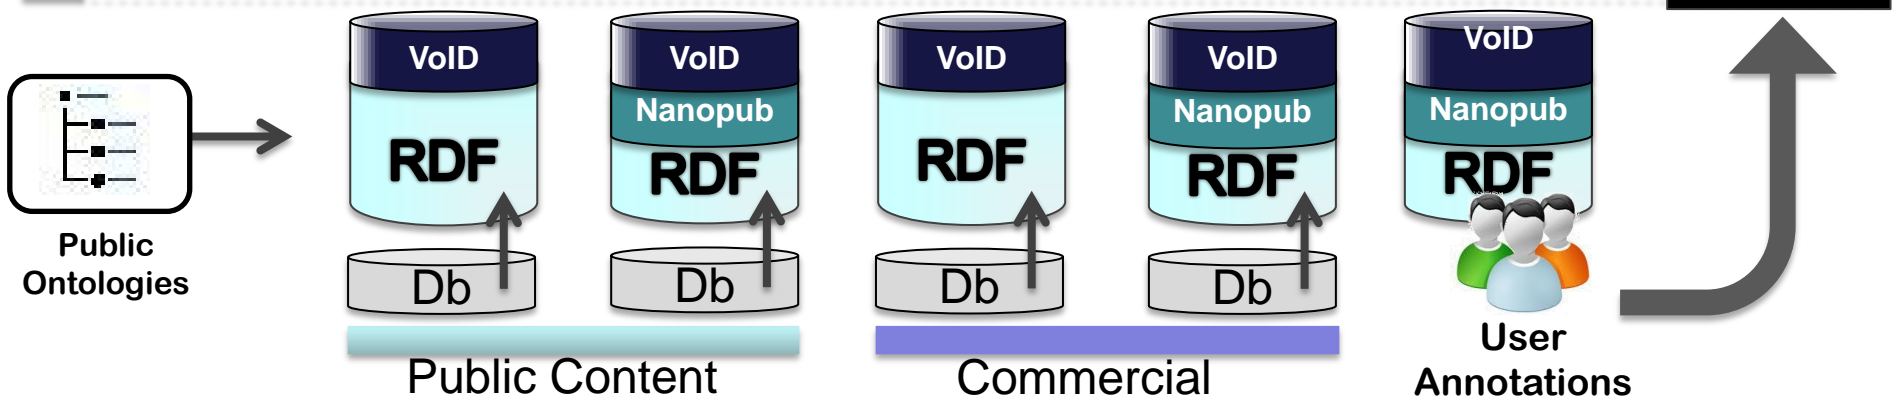 VoID
VoID
VoID
VoID
VoID
Nanopub
Nanopub
Nanopub
RDF
RDF
RDF
RDF
RDF
Public
Ontologies
Db
Db
Db
Db
Public Content
Commercial
User
Annotations